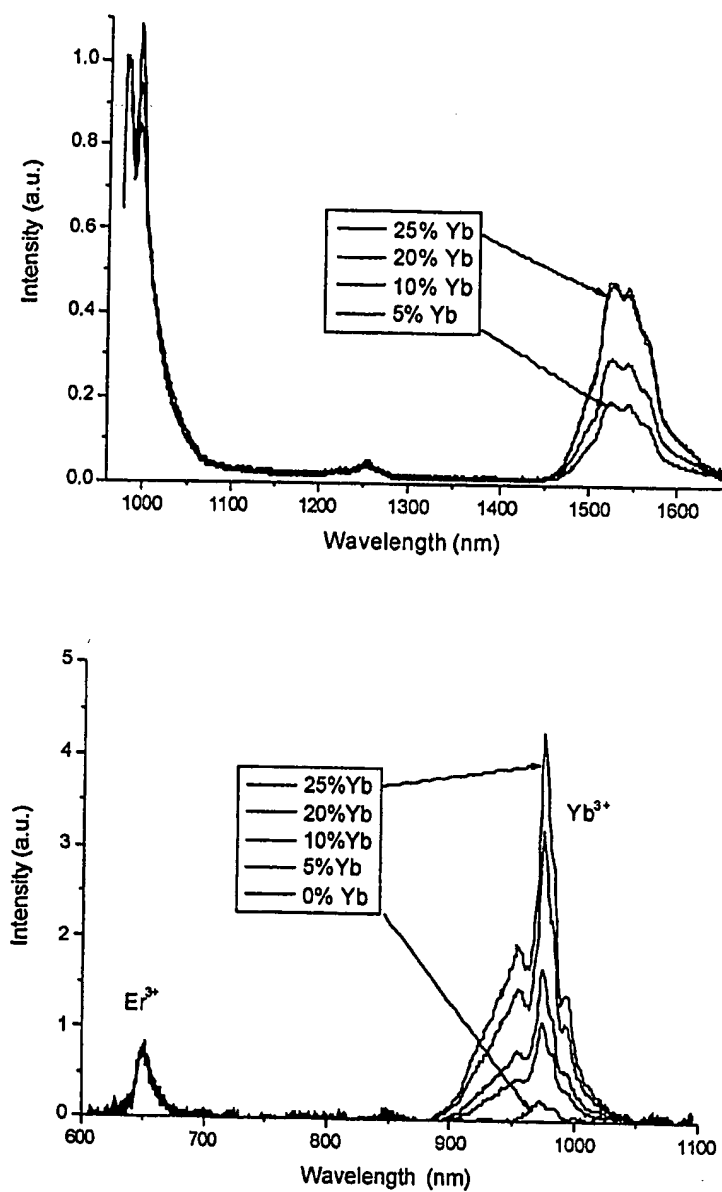 1.0
0.8
0.6
0.4
0.2
0.0
Intensity (a.u.)
25% Yb
20% Yb
10% Yb
5% Yb
1000 1100 1200 1300 1400 1500 1600
Wavelength (nm)
5
4
3
2
1
0
Intensity (a.u.)
25%Yb
20%Yb
10%Yb
5%Yb
0% Yb
Yb³⁺
Er³⁺
600 700 800 900 1000 1100
Wavelength (nm)